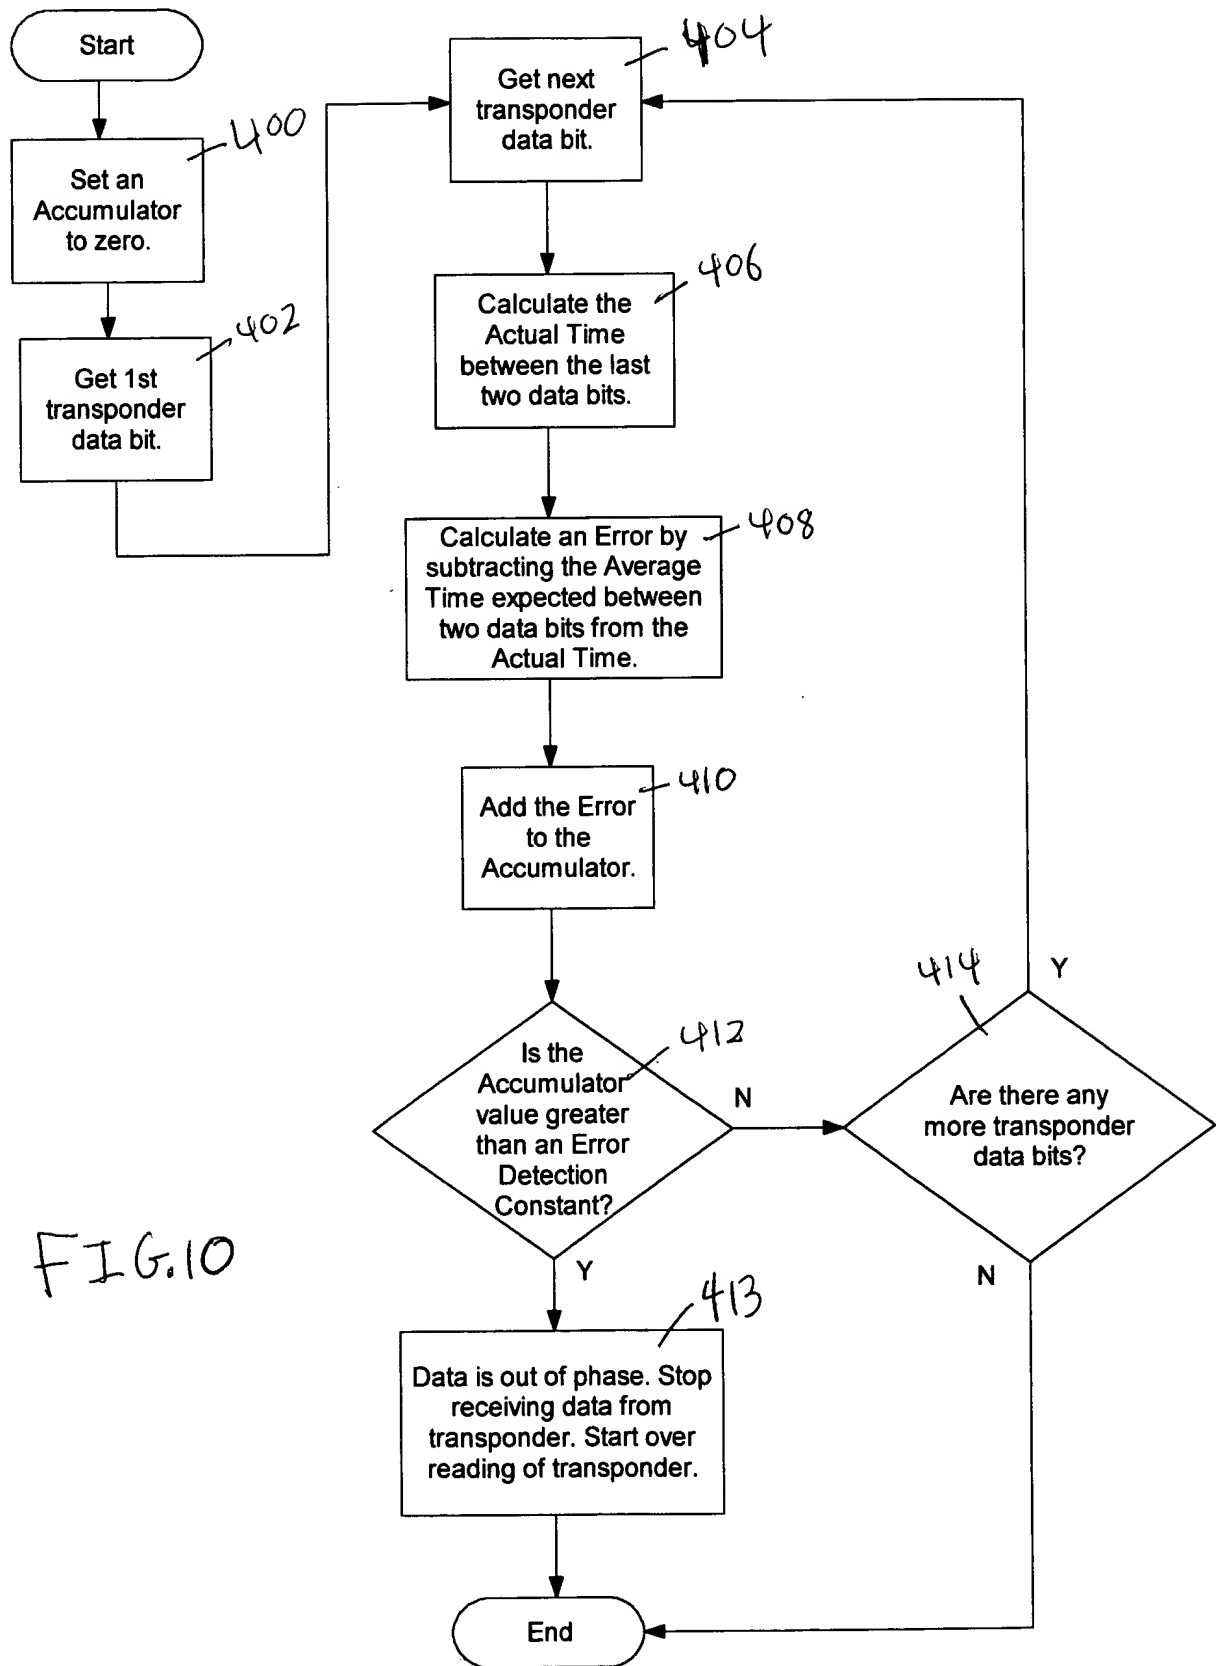 Start
400
Set an
Accumulator
to zero.
402
Get 1st
transponder
data bit.
404
Get next
transponder
data bit.
406
Calculate the
Actual Time
between the last
two data bits.
408
Calculate an Error by
subtracting the Average
Time expected between
two data bits from the
Actual Time.
410
Add the Error
to the
Accumulator.
412
Is the
Accumulator
value greater
than an Error
Detection
Constant?
N
Y
414
Are there any
more transponder
data bits?
Y
N
413
Data is out of phase. Stop
receiving data from
transponder. Start over
reading of transponder.
End
FIG.10